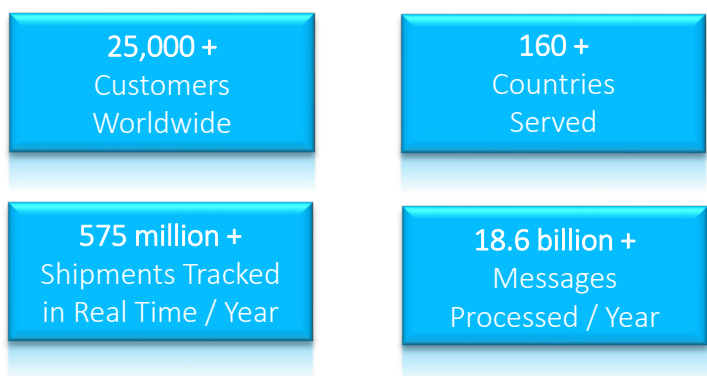 25,000 +
Customers
Worldwide
160 +
Countries
Served
575 million +
Shipments Tracked
in Real Time / Year
18.6 billion +
Messages
Processed / Year